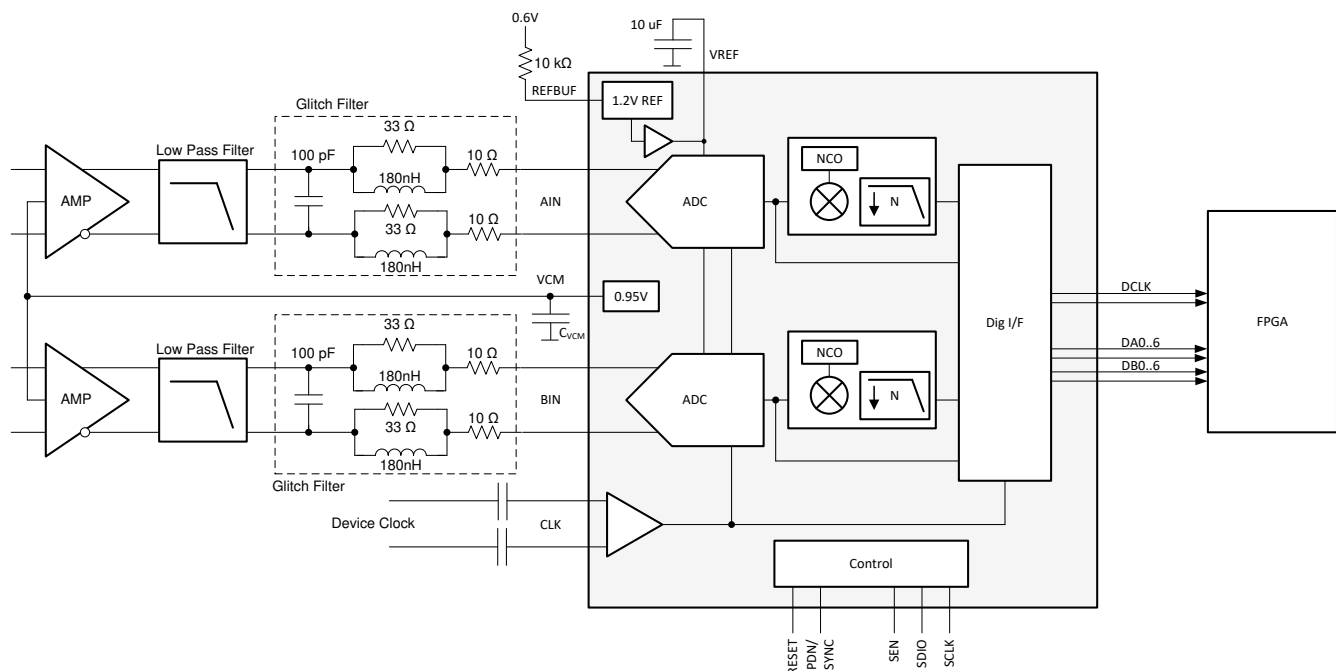 0.6V
10 uF
VREF
10 kΩ
REFBUF
1.2V REF
Glitch Filter
33 Ω
Low Pass Filter
100 pF
10 Ω
180nH
NCO
AMP
AIN
ADC
N
33 Ω
10 Ω
180nH
VCM
0.95V
DCLK
CVCM
Dig I/F
FPGA
33 Ω
Low Pass Filter
100 pF
10 Ω
DA0..6
NCO
DB0..6
180nH
AMP
BIN
ADC
N
33 Ω
10 Ω
180nH
Glitch Filter
Device Clock
CLK
Control
RESET
PDN/
SYNC
SEN
SDIO
SCLK